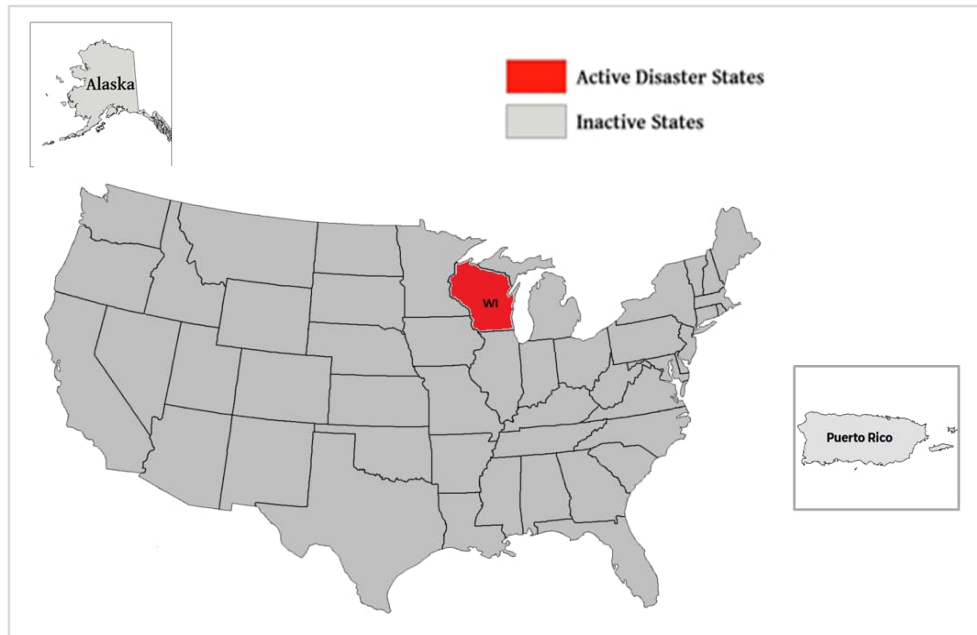 Alaska
Active Disaster States
Inactive States
WI
Puerto Rico